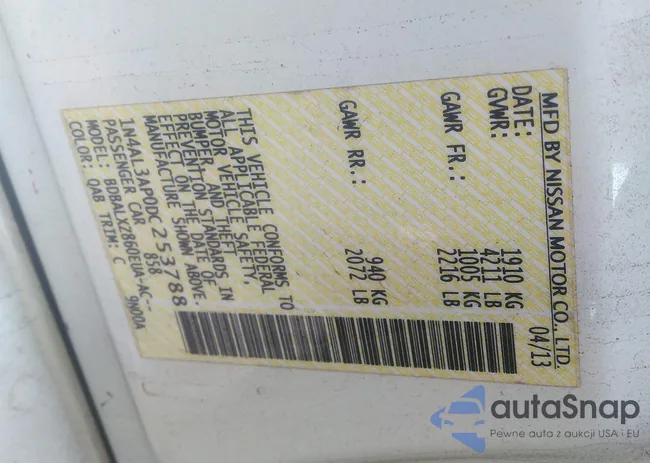 MFD BY NISSAN MOTOR CO., LTD.
DATE: 04/13
GVWR: 1910 KG
4211 LB
GAWR FR.: 1005 KG
2216 LB
GAWR RR.: 940 KG
2072 LB
THIS VEHICLE CONFORMS TO
ALL APPLICABLE FEDERAL
MOTOR VEHICLE SAFETY,
BUMPER, AND THEFT
PREVENTION STANDARDS IN
EFFECT ON THE DATE OF
MANUFACTURE SHOWN ABOVE.
1N4AL3AP0DC253788
PASSENGER CAR 858
MODEL: BDBALVZB60EUA-AC-- 9N00A
COLOR: QAB TRIM: C
autaSnap
Pewne auta z aukcji USA i EU